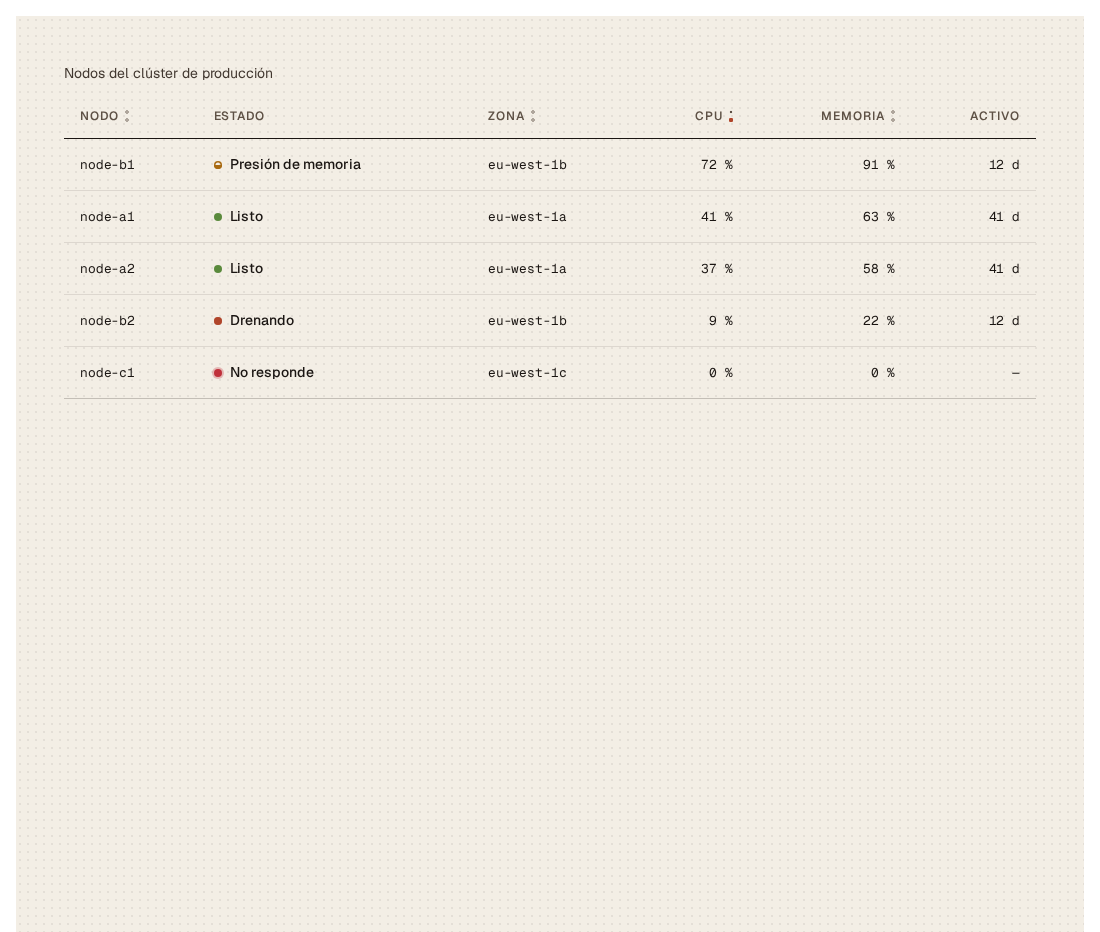 Nodos del clúster de producción
NODO ESTADO ZONA CPU MEMORIA ACTIVO
node-b1 Presión de memoria eu-west-1b 72 % 91 % 12 d
node-a1 Listo eu-west-1a 41 % 63 % 41 d
node-a2 Listo eu-west-1a 37 % 58 % 41 d
node-b2 Drenando eu-west-1b 9 % 22 % 12 d
node-c1 No responde eu-west-1c 0 % 0 % —